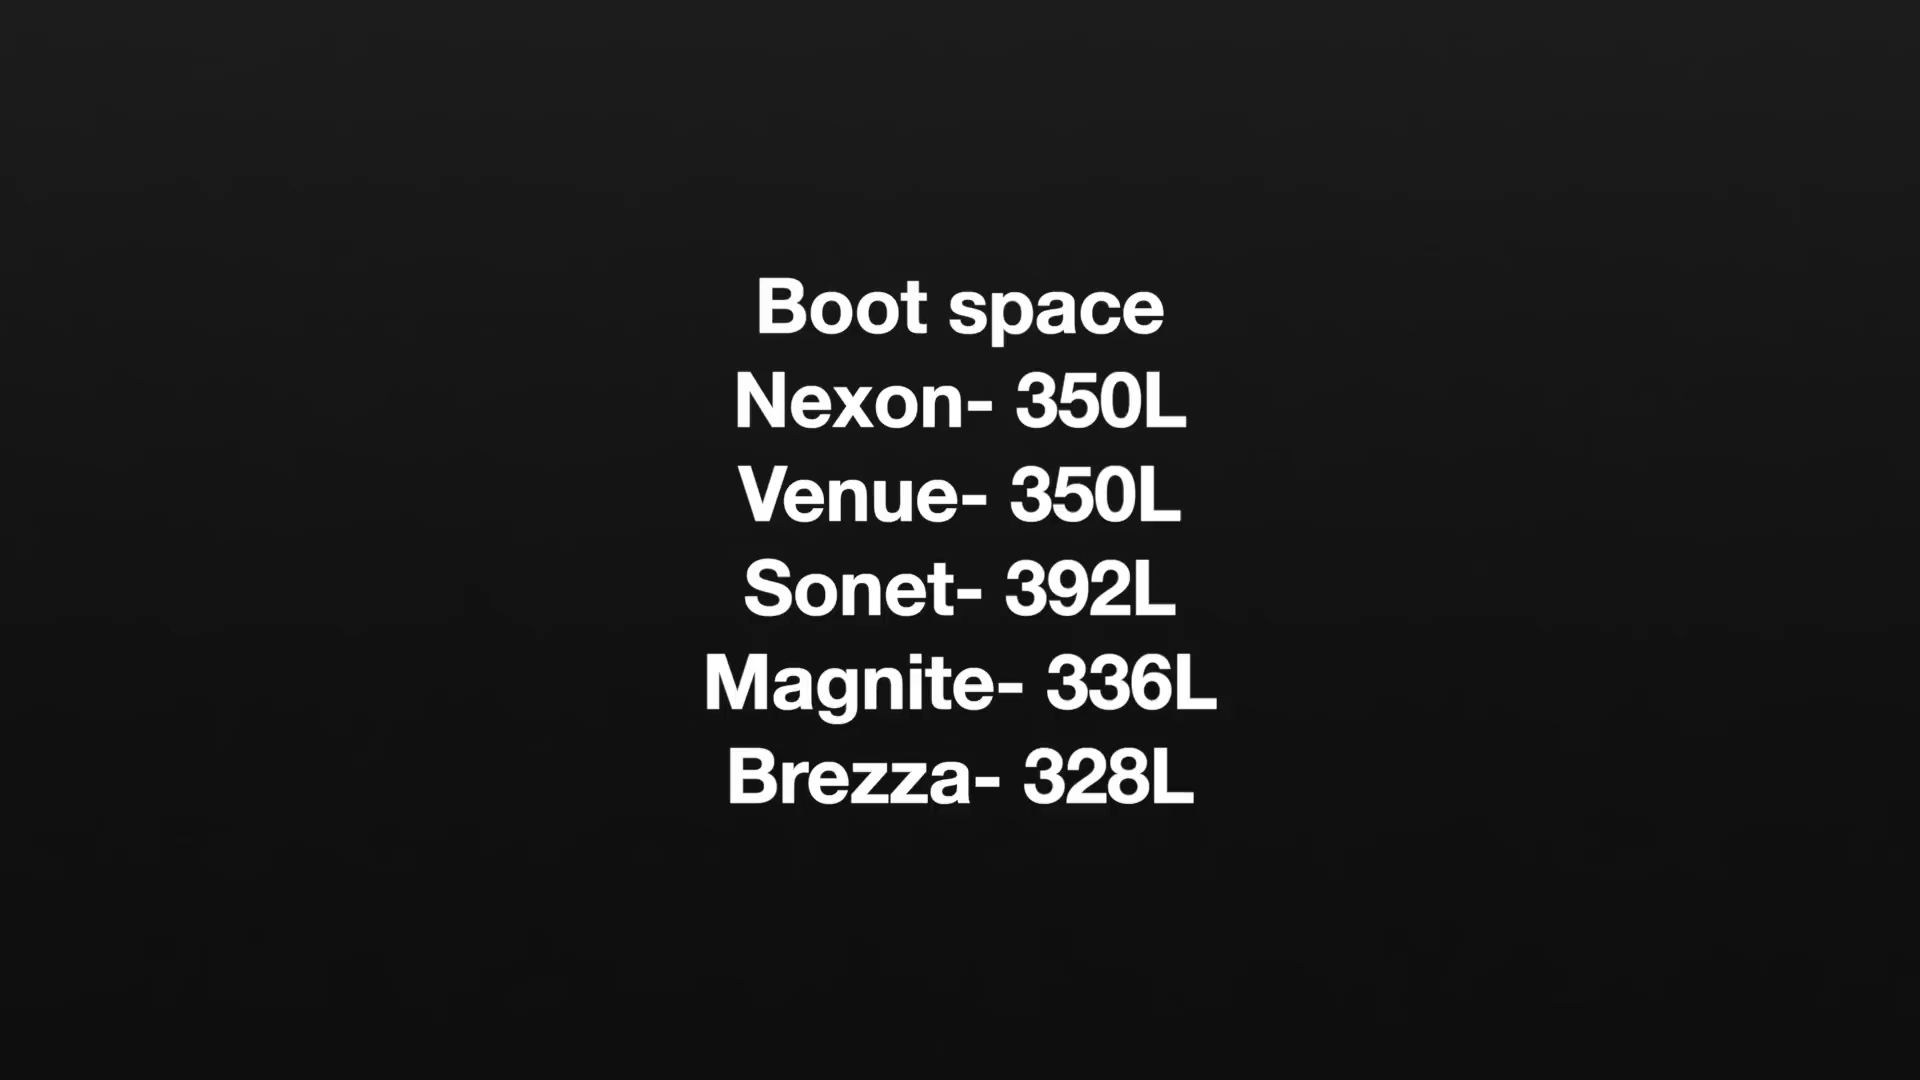 Boot space
Nexon- 350L
Venue- 350L
Sonet- 392L
Magnite- 336L
Brezza- 328L